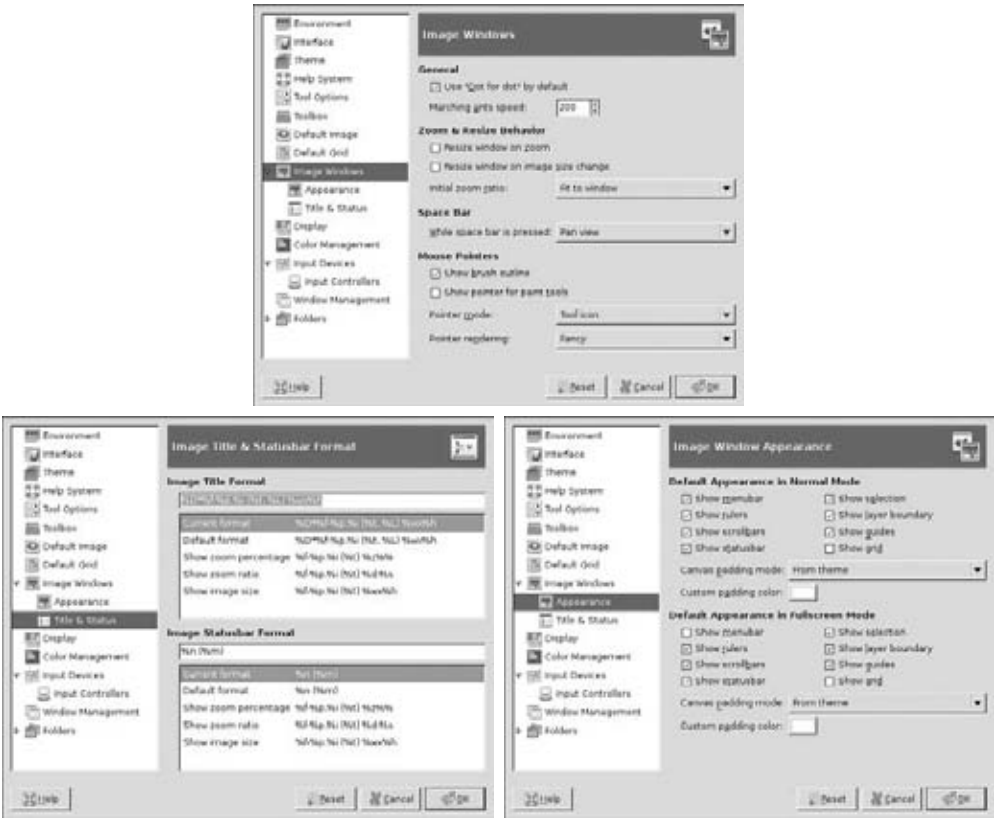 Environment
Interface
Theme
Help System
Tool Options
Toolbox
Default Image
Default Grid
Image Windows
Appearance
Title & Status
Display
Color Management
Input Devices
Input Controllers
Window Management
Folders
Image Windows
General
Use "Dot for dot" by default
Marching ants speed: 200
Zoom & Resize Behavior
Resize window on zoom
Resize window on image size change
Initial zoom ratio: Fit to window
Space Bar
While space bar is pressed: Pan view
Mouse Pointers
Show brush outline
Show pointer for paint tools
Pointer mode: Tool icon
Pointer rendering: Fancy
Help Reset Cancel OK
Environment
Interface
Theme
Help System
Tool Options
Toolbox
Default Image
Default Grid
Image Windows
Appearance
Title & Status
Display
Color Management
Input Devices
Input Controllers
Window Management
Folders
Image Title & Statusbar Format
Image Title Format
Current format
Default format
Show zoom percentage
Show zoom ratio
Show image size
Image Statusbar Format
%n (%m)
Current format %n (%m)
Default format %n (%m)
Show zoom percentage
Show zoom ratio
Show image size
Help Reset Cancel OK
Environment
Interface
Theme
Help System
Tool Options
Toolbox
Default Image
Default Grid
Image Windows
Appearance
Title & Status
Display
Color Management
Input Devices
Input Controllers
Window Management
Folders
Image Window Appearance
Default Appearance in Normal Mode
Show menubar Show selection
Show rulers Show layer boundary
Show scrollbars Show guides
Show statusbar Show grid
Canvas padding mode: From theme
Custom padding color:
Default Appearance in Fullscreen Mode
Show menubar Show selection
Show rulers Show layer boundary
Show scrollbars Show guides
Show statusbar Show grid
Canvas padding mode: From theme
Custom padding color:
Help Reset Cancel OK